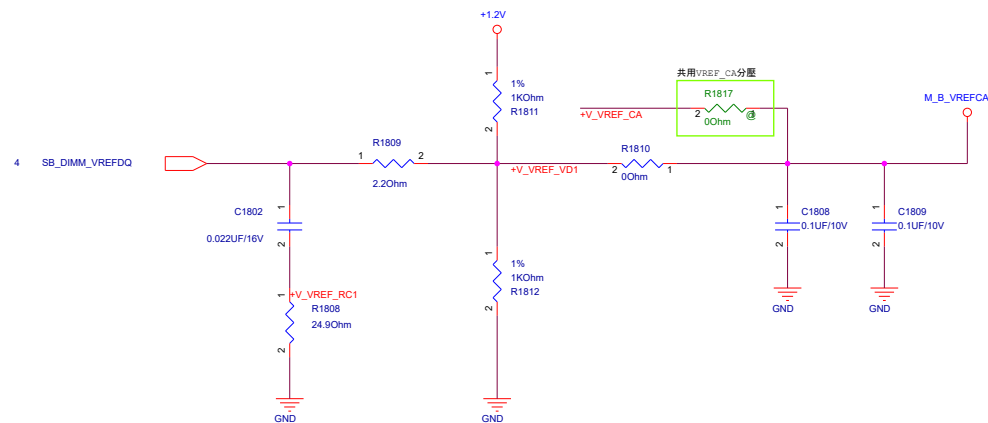 +1.2V
共用VREF_CA分壓
1
1%
1KOhm
R1811
2
R1817
2
@
1
0Ohm
+V_VREF_CA
M_B_VREFCA
4
SB_DIMM_VREFDQ
R1809
1
2
2.2Ohm
+V_VREF_VD1
R1810
2
1
0Ohm
C1802
1
2
0.022UF/16V
1
C1808
0.1UF/10V
2
1
C1809
0.1UF/10V
2
1
1%
1KOhm
R1812
2
GND
GND
+V_VREF_RC1
1
R1808
24.9Ohm
2
GND
GND